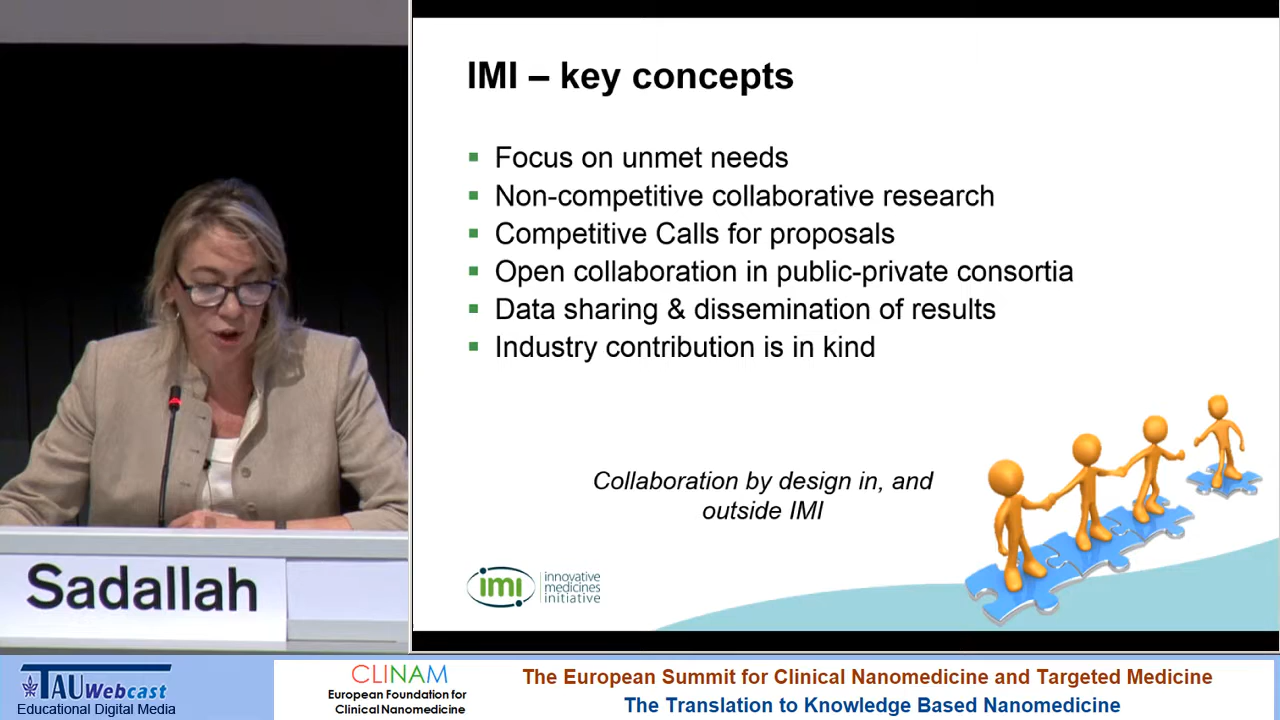 IMI – key concepts
Focus on unmet needs
Non-competitive collaborative research
Competitive Calls for proposals
Open collaboration in public-private consortia
Data sharing & dissemination of results
Industry contribution is in kind
Collaboration by design in, and
outside IMI
imi
innovative
medicines
initiative
Sadallah
TAU Webcast
Educational Digital Media
CLINAM
European Foundation for
Clinical Nanomedicine
The European Summit for Clinical Nanomedicine and Targeted Medicine
The Translation to Knowledge Based Nanomedicine